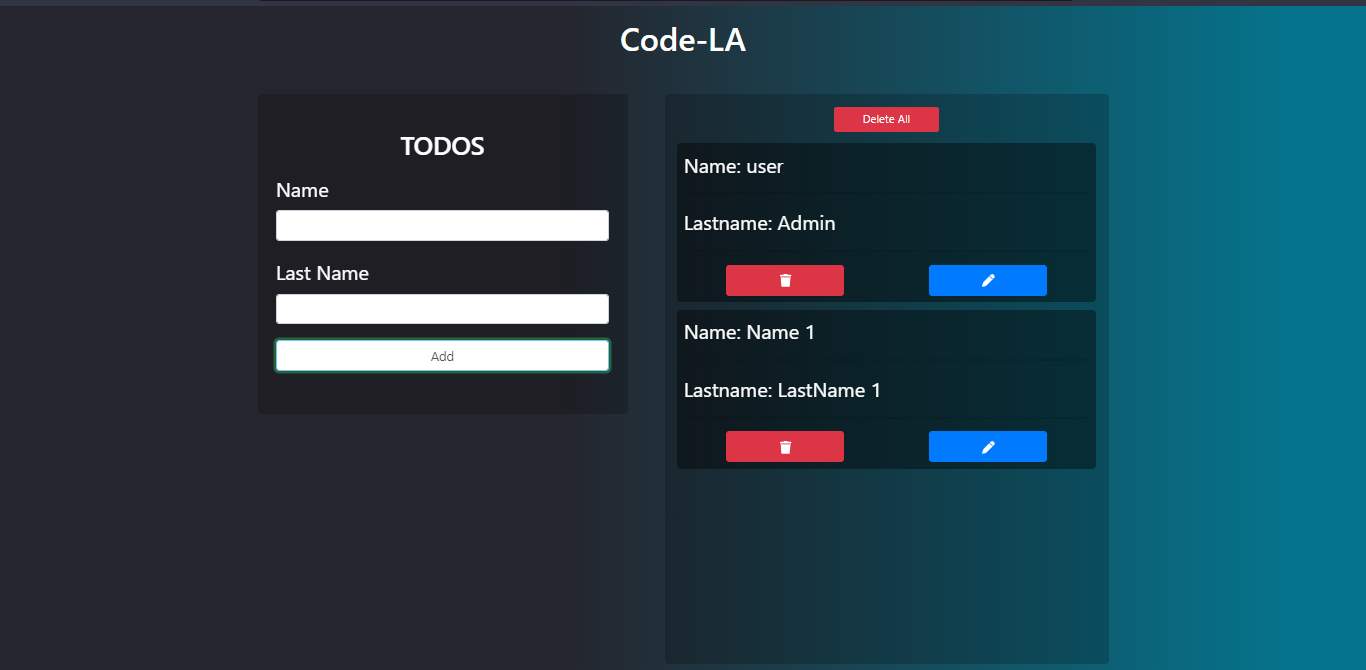 Code-LA
TODOS
Name
Last Name
Add
Delete All
Name: user
Lastname: Admin
Name: Name 1
Lastname: LastName 1